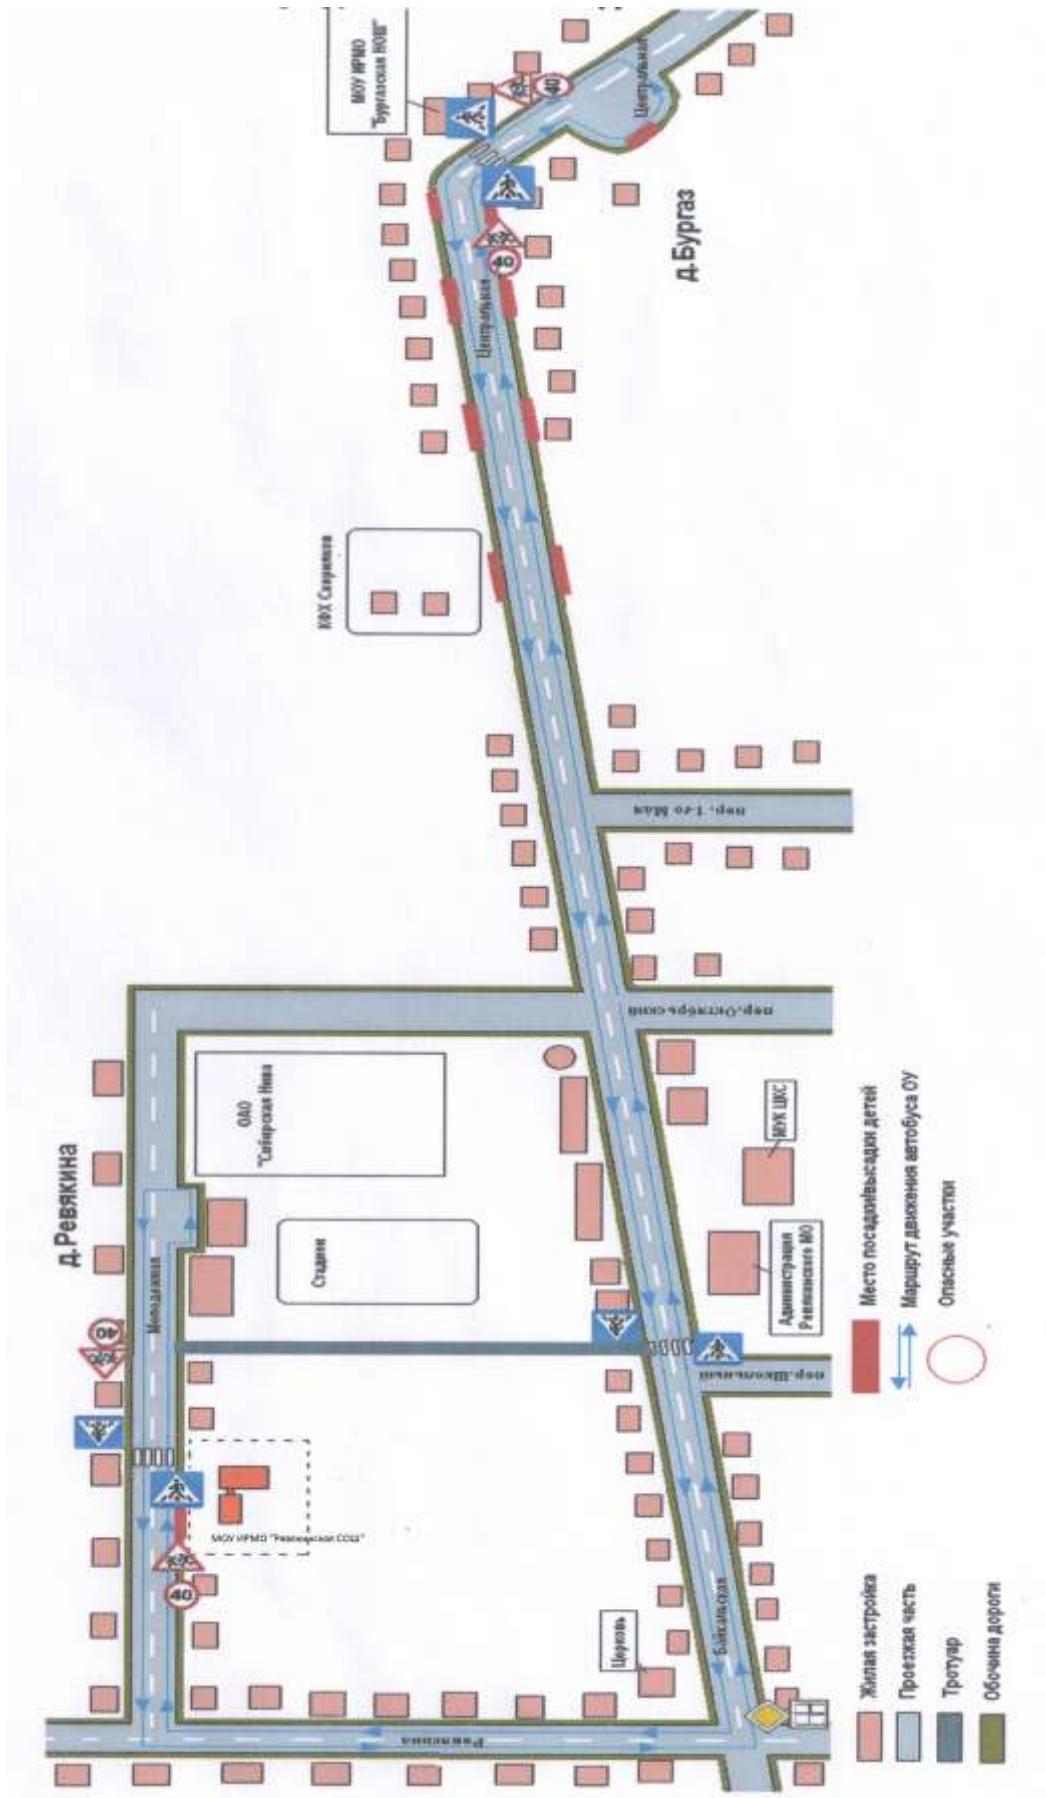 МОУ ИРМО
"Бургазская НОШ"
Центральная
40
д.Бургаз
40
Центральная
КФХ Скорняков
пер. 1-го Мая
пер.Октябрьский
д.Ревякина
ОАО
"Сибирская Нива
Стадион
Молодежная
40
МУК ЦКС
Администрация
Ревякинского МО
пер.Школьный
МОУ ИРМО "Ревякинская СОШ"
40
Церковь
Байкальская
Ревякина
Место посадки/высадки детей
Маршрут движения автобуса ОУ
Опасные участки
Жилая застройка
Проезжая часть
Тротуар
Обочина дороги